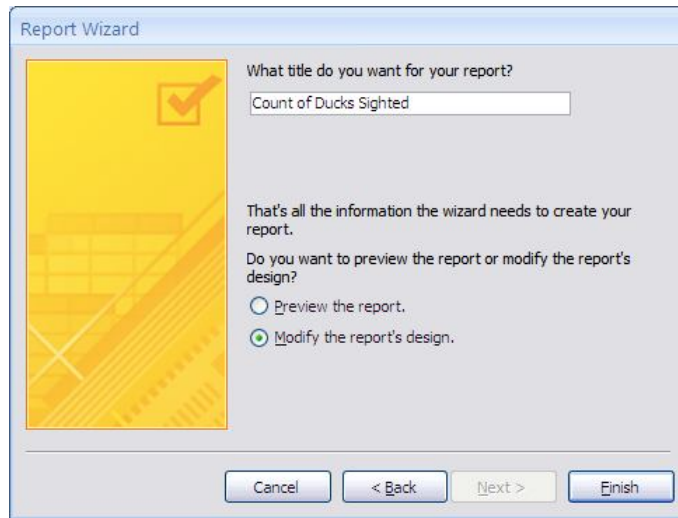 Report Wizard
What title do you want for your report?
Count of Ducks Sighted
That's all the information the wizard needs to create your
report.
Do you want to preview the report or modify the report's
design?
Preview the report.
Modify the report's design.
Cancel
< Back
Next >
Finish